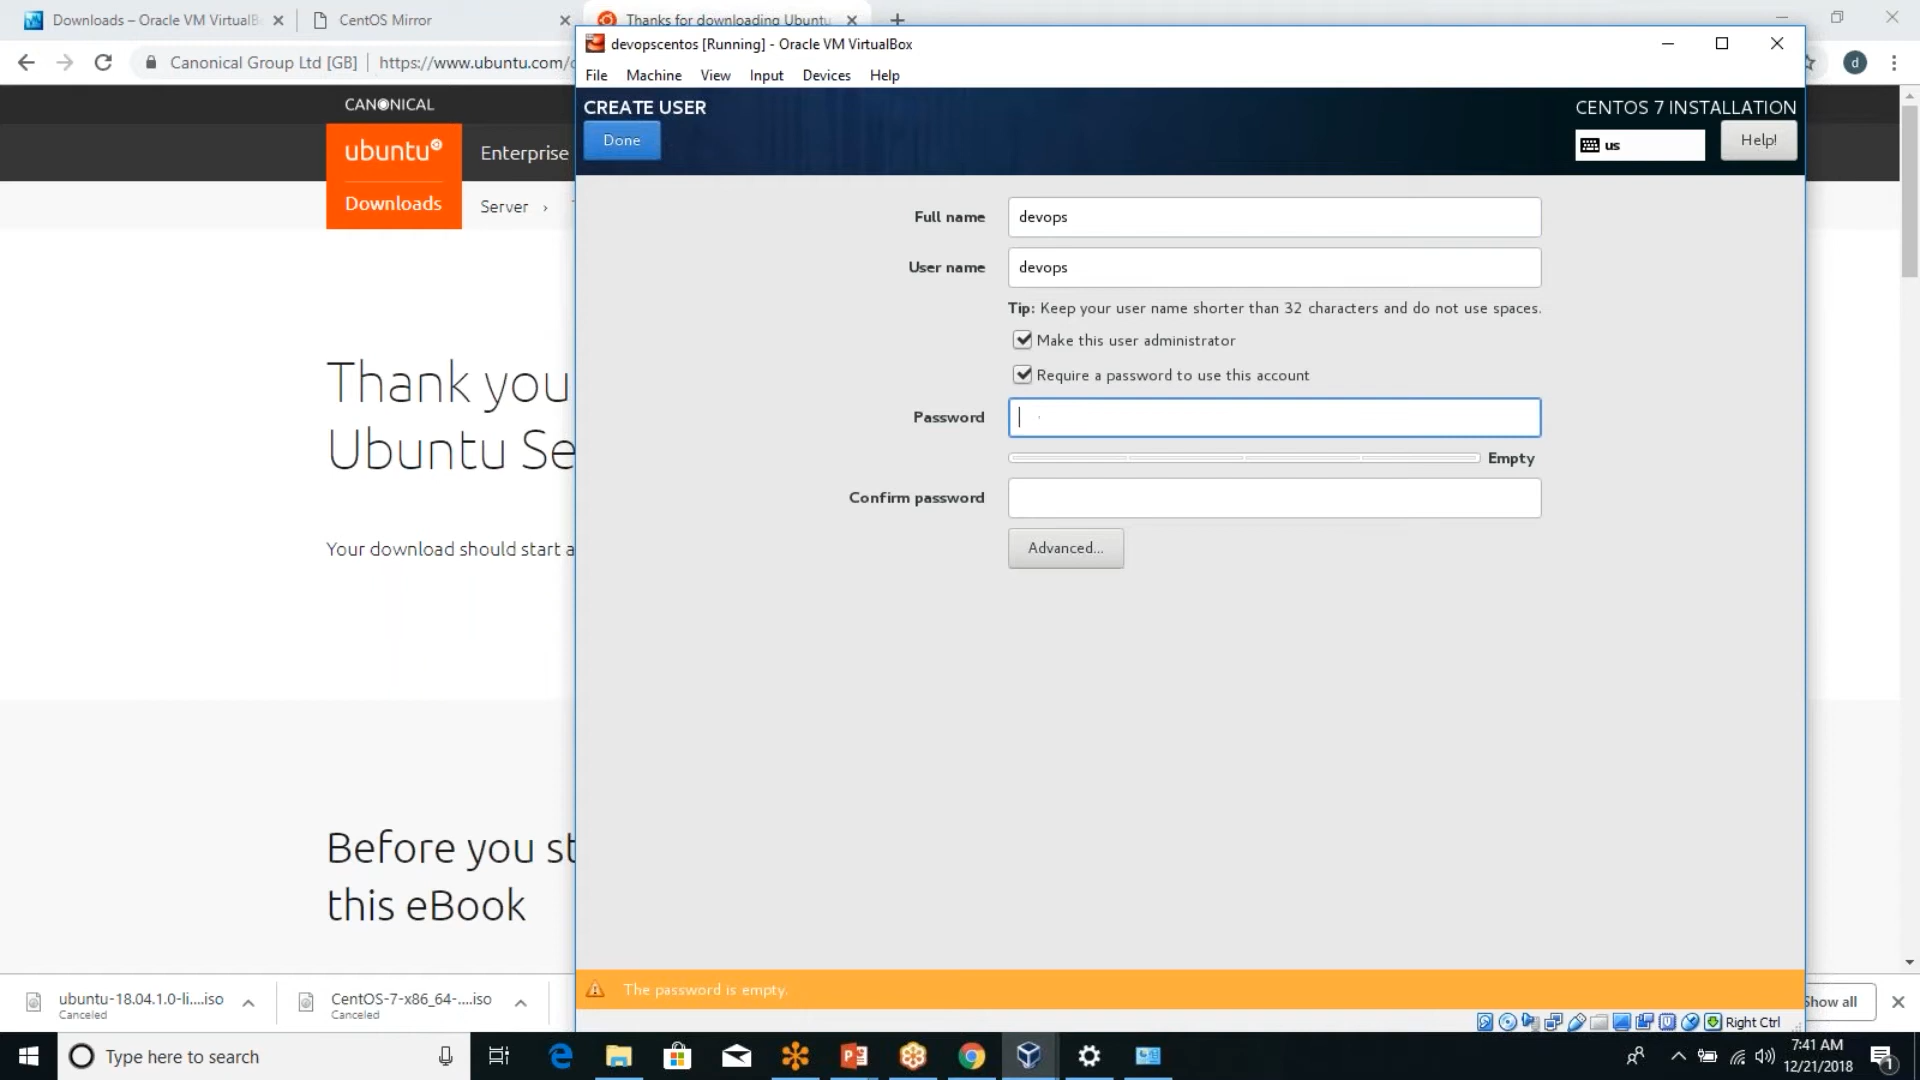 Downloads – Oracle VM VirtualB
CentOS Mirror
Thanks for downloading Ubuntu
devopscentos [Running] - Oracle VM VirtualBox
Canonical Group Ltd [GB]
https://www.ubuntu.com/
d
File Machine View Input Devices Help
CANONICAL
ubuntu
Enterprise
Downloads
Server ›
CREATE USER
CENTOS 7 INSTALLATION
Done
us
Help!
Full name
devops
User name
devops
Tip: Keep your user name shorter than 32 characters and do not use spaces.
Make this user administrator
Require a password to use this account
Password
Empty
Confirm password
Advanced...
Thank you
Ubuntu Se
Your download should start a
Before you st
this eBook
The password is empty.
ubuntu-18.04.1.0-li....iso
Canceled
CentOS-7-x86_64-....iso
Canceled
Show all
Right Ctrl
Type here to search
7:41 AM
12/21/2018
1